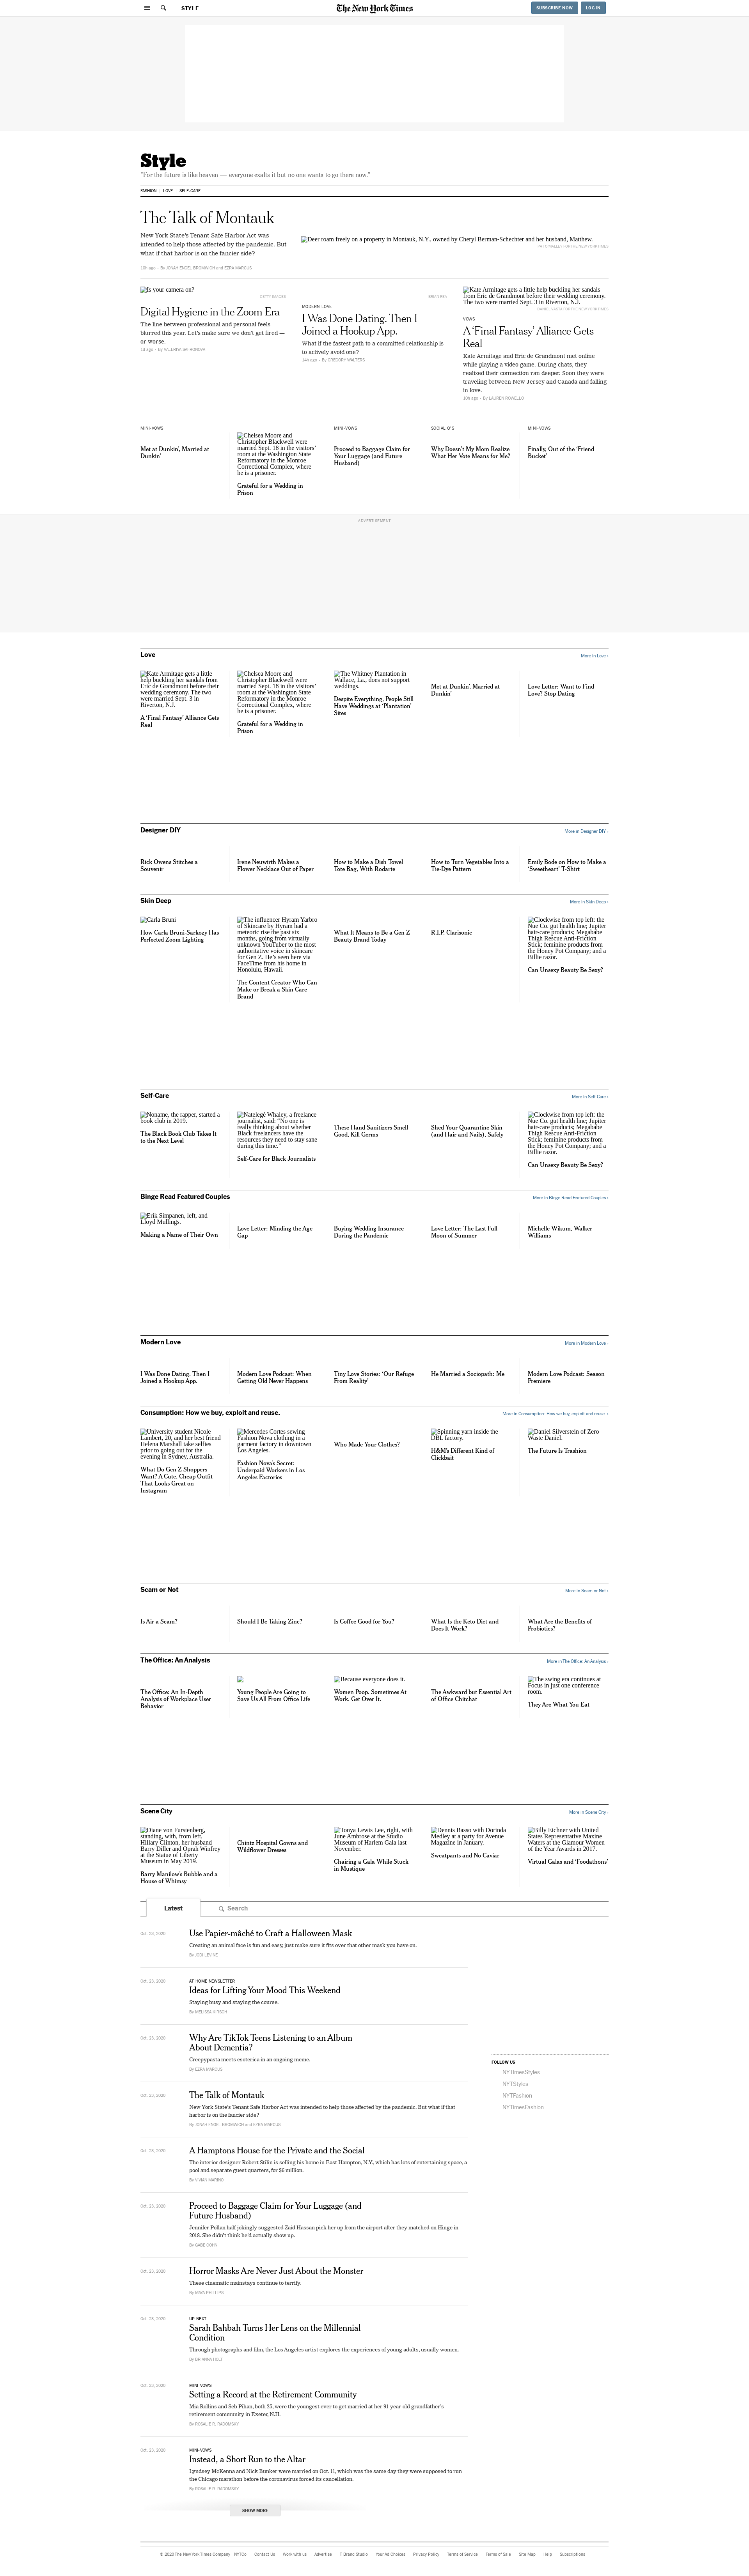 STYLE
The New York Times
SUBSCRIBE NOW
LOG IN
Style
"For the future is like heaven — everyone exalts it but no one wants to go there now."
FASHION
LOVE
SELF-CARE
The Talk of Montauk
New York State's Tenant Safe Harbor Act was
intended to help those affected by the pandemic. But
what if that harbor is on the fancier side?
By JONAH ENGEL BROMWICH and EZRA MARCUS
Deer roam freely on a property in Montauk, N.Y., owned by Cheryl Berman-Schechter and her husband, Matthew.
Is your camera on?
GETTY IMAGES
Digital Hygiene in the Zoom Era
The line between professional and personal feels
blurred this year. Let's make sure we don't get fired —
or worse.
1d ago · By VALERIYA SAFRONOVA
BRIAN REA
MODERN LOVE
I Was Done Dating. Then I
Joined a Hookup App.
What if the fastest path to a committed relationship is
to actively avoid one?
14h ago · By GREGORY WALTERS
Kate Artmage gets a little help buckling her sandals
from Eric de Grandmont before their wedding ceremony.
The two were married Sept. 3 in Riverton, N.J.
VOWS
A 'Final Fantasy' Alliance Gets
Real
Kate Artmage and Eric de Grandmont met online
while playing a video game. During chats, they
realized their connection ran deeper. Soon they were
traveling between New Jersey and Canada and falling
in love.
10h ago · By LAUREN ROWELLO
MINI-VOWS
Met at Dunkin', Married at
Dunkin'
Chelsea Moore and
Christopher Blackwell were
married Sept. 18 in the visitors'
room at the Washington State
Reformatory in the Monroe
Correctional Complex, where
he is a prisoner.
Grateful for a Wedding in
Prison
MINI-VOWS
Proceed to Baggage Claim for
Your Luggage (and Future
Husband)
SOCIAL Q'S
Why Doesn't My Mom Realize
What Her Vote Means for Me?
MINI-VOWS
Finally, Out of the 'Friend
Bucket'
ADVERTISEMENT
Love
More in Love ›
Kate Artmage gets a little
help buckling her sandals from
Eric de Grandmont before their
wedding ceremony. The two
were married Sept. 3 in
Riverton, N.J.
A 'Final Fantasy' Alliance Gets
Real
Chelsea Moore and
Christopher Blackwell were
married Sept. 18 in the visitors'
room at the Washington State
Reformatory in the Monroe
Correctional Complex, where
he is a prisoner.
Grateful for a Wedding in
Prison
The Whitney Plantation in
Wallace, La., does not support
weddings.
Despite Everything, People Still
Have Weddings at 'Plantation'
Sites
Met at Dunkin', Married at
Dunkin'
Love Letter: Want to Find
Love? Stop Dating
Designer DIY
More in Designer DIY ›
Rick Owens Stitches a
Souvenir
Irene Neuwirth Makes a
Flower Necklace Out of Paper
How to Make a Dish Towel
Tote Bag, With Rodarte
How to Turn Vegetables Into a
Tie-Dye Pattern
Emily Bode on How to Make a
'Sweetheart' T-Shirt
Skin Deep
More in Skin Deep ›
Carla Bruni
How Carla Bruni-Sarkozy Has
Perfected Zoom Lighting
The influencer Hyram Yarbro
of Skincare by Hyram had a
meteoric rise the past six
months, going from virtually
unknown YouTuber to the most
authoritative voice in skincare
for Gen Z. He's seen here via
FaceTime from his home in
Honolulu, Hawaii.
The Content Creator Who Can
Make or Break a Skin Care
Brand
What It Means to Be a Gen Z
Beauty Brand Today
R.I.P. Clarisonic
Clockwise from top left: the
Nue Co. gut health line; Jupiter
hair-care products; Megababe
Thigh Rescue Anti-Friction
Stick; feminine products from
the Honey Pot Company; and a
Billie razor.
Can Unsexy Beauty Be Sexy?
Self-Care
More in Self-Care ›
Noname, the rapper, started a
book club in 2019.
The Black Book Club Takes It
to the Next Level
Natelegé Whaley, a freelance
journalist, said: "No one is
really thinking about whether
Black freelancers have the
resources they need to stay sane
during this time."
Self-Care for Black Journalists
These Hand Sanitizers Smell
Good, Kill Germs
Shed Your Quarantine Skin
(and Hair and Nails), Safely
Clockwise from top left: the
Nue Co. gut health line; Jupiter
hair-care products; Megababe
Thigh Rescue Anti-Friction
Stick; feminine products from
the Honey Pot Company; and a
Billie razor.
Can Unsexy Beauty Be Sexy?
Binge Read Featured Couples
More in Binge Read Featured Couples ›
Erik Simpanen, left, and
Lloyd Mullings.
Making a Name of Their Own
Love Letter: Minding the Age
Gap
Buying Wedding Insurance
During the Pandemic
Love Letter: The Last Full
Moon of Summer
Michelle Wikum, Walker
Williams
Modern Love
More in Modern Love ›
I Was Done Dating. Then I
Joined a Hookup App.
Modern Love Podcast: When
Getting Old Never Happens
Tiny Love Stories: 'Our Refuge
From Reality'
He Married a Sociopath: Me
Modern Love Podcast: Season
Premiere
Consumption: How we buy, exploit and reuse.
More in Consumption: How we buy, exploit and reuse. ›
University student Nicole
Lambert, 20, and her best friend
Helena Marshall take selfies
prior to going out for the
evening in Sydney, Australia.
What Do Gen Z Shoppers
Want? A Cute, Cheap Outfit
That Looks Great on
Instagram
Mercedes Cortes sewing
Fashion Nova clothing in a
garment factory in downtown
Los Angeles.
Fashion Nova's Secret:
Underpaid Workers in Los
Angeles Factories
Who Made Your Clothes?
Spinning yarn inside the
DBL factory.
H&M's Different Kind of
Clickbait
Daniel Silverstein of Zero
Waste Daniel.
The Future Is Trashion
Scam or Not
More in Scam or Not ›
Is Air a Scam?
Should I Be Taking Zinc?
Is Coffee Good for You?
What Is the Keto Diet and
Does It Work?
What Are the Benefits of
Probiotics?
The Office: An Analysis
More in The Office: An Analysis ›
The Office: An In-Depth
Analysis of Workplace User
Behavior
Young People Are Going to
Save Us All From Office Life
Because everyone does it.
Women Poop. Sometimes At
Work. Get Over It.
The Awkward but Essential Art
of Office Chitchat
The swing era continues at
Focus in just one conference
room.
They Are What You Eat
Scene City
More in Scene City ›
Diane von Furstenberg,
standing, with, from left,
Hillary Clinton, her husband
Barry Diller and Oprah Winfrey
at the Statue of Liberty
Museum in May 2019.
Barry Manilow's Bubble and a
House of Whimsy
Chintz Hospital Gowns and
Wildflower Dresses
Tonya Lewis Lee, right, with
June Ambrose at the Studio
Museum of Harlem Gala last
November.
Chairing a Gala While Stuck
in Mustique
Dennis Basso with Dorinda
Medley at a party for Avenue
Magazine in January.
Sweatpants and No Caviar
Billy Eichner with United
States Representative Maxine
Waters at the Glamour Women
of the Year Awards in 2017.
Virtual Galas and 'Foodathons'
Latest
Search
Oct. 23, 2020
Use Papier-mâché to Craft a Halloween Mask
Creating an animal face is fun and easy, just make sure it fits over that other mask you have on.
By JODI LEVINE
Oct. 23, 2020
AT HOME NEWSLETTER
Ideas for Lifting Your Mood This Weekend
Staying busy and staying the course.
By MELISSA KIRSCH
Oct. 23, 2020
Why Are TikTok Teens Listening to an Album
About Dementia?
Creepypasta meets esoterica in an ongoing meme.
By EZRA MARCUS
Oct. 23, 2020
The Talk of Montauk
New York State's Tenant Safe Harbor Act was intended to help those affected by the pandemic. But what if that
harbor is on the fancier side?
By JONAH ENGEL BROMWICH and EZRA MARCUS
A Hamptons House for the Private and the Social
The interior designer Robert Stilin is selling his home in East Hampton, N.Y., which has lots of entertaining space, a
pool and separate guest quarters, for $6 million.
By VIVIAN MARINO
Proceed to Baggage Claim for Your Luggage (and
Future Husband)
Jennifer Pollan half-jokingly suggested Zaid Hassan pick her up from the airport after they matched on Hinge in
2018. She didn't think he'd actually show up.
By GABE COHN
Horror Masks Are Never Just About the Monster
These cinematic mainstays continue to terrify.
By MAYA PHILLIPS
UP NEXT
Sarah Bahbah Turns Her Lens on the Millennial
Condition
Through photographs and film, the Los Angeles artist explores the experiences of young adults, usually women.
By BRIANNA HOLT
MINI-VOWS
Setting a Record at the Retirement Community
Mia Rollins and Seb Pihan, both 25, were the youngest ever to get married at her 91-year-old grandfather's
retirement community in Exeter, N.H.
By ROSALIE R. RADOMSKY
MINI-VOWS
Instead, a Short Run to the Altar
Lyndsey McKenna and Nick Bunker were married on Oct. 11, which was the same day they were supposed to run
the Chicago marathon before the coronavirus forced its cancellation.
By ROSALIE R. RADOMSKY
SHOW MORE
FOLLOW US
NYTimesStyles
NYTStyles
NYTFashion
NYTimesFashion
© 2020 The New York Times Company
NYTCo
Contact Us
Work with us
Advertise
T Brand Studio
Your Ad Choices
Privacy Policy
Terms of Service
Terms of Sale
Site Map
Help
Subscriptions